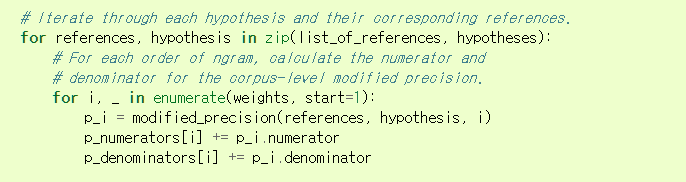 # Iterate through each hypothesis and their corresponding references.
for references, hypothesis in zip(list_of_references, hypotheses):
    # For each order of ngram, calculate the numerator and
    # denominator for the corpus-level modified precision.
    for i, _ in enumerate(weights, start=1):
        p_i = modified_precision(references, hypothesis, i)
        p_numerators[i] += p_i.numerator
        p_denominators[i] += p_i.denominator